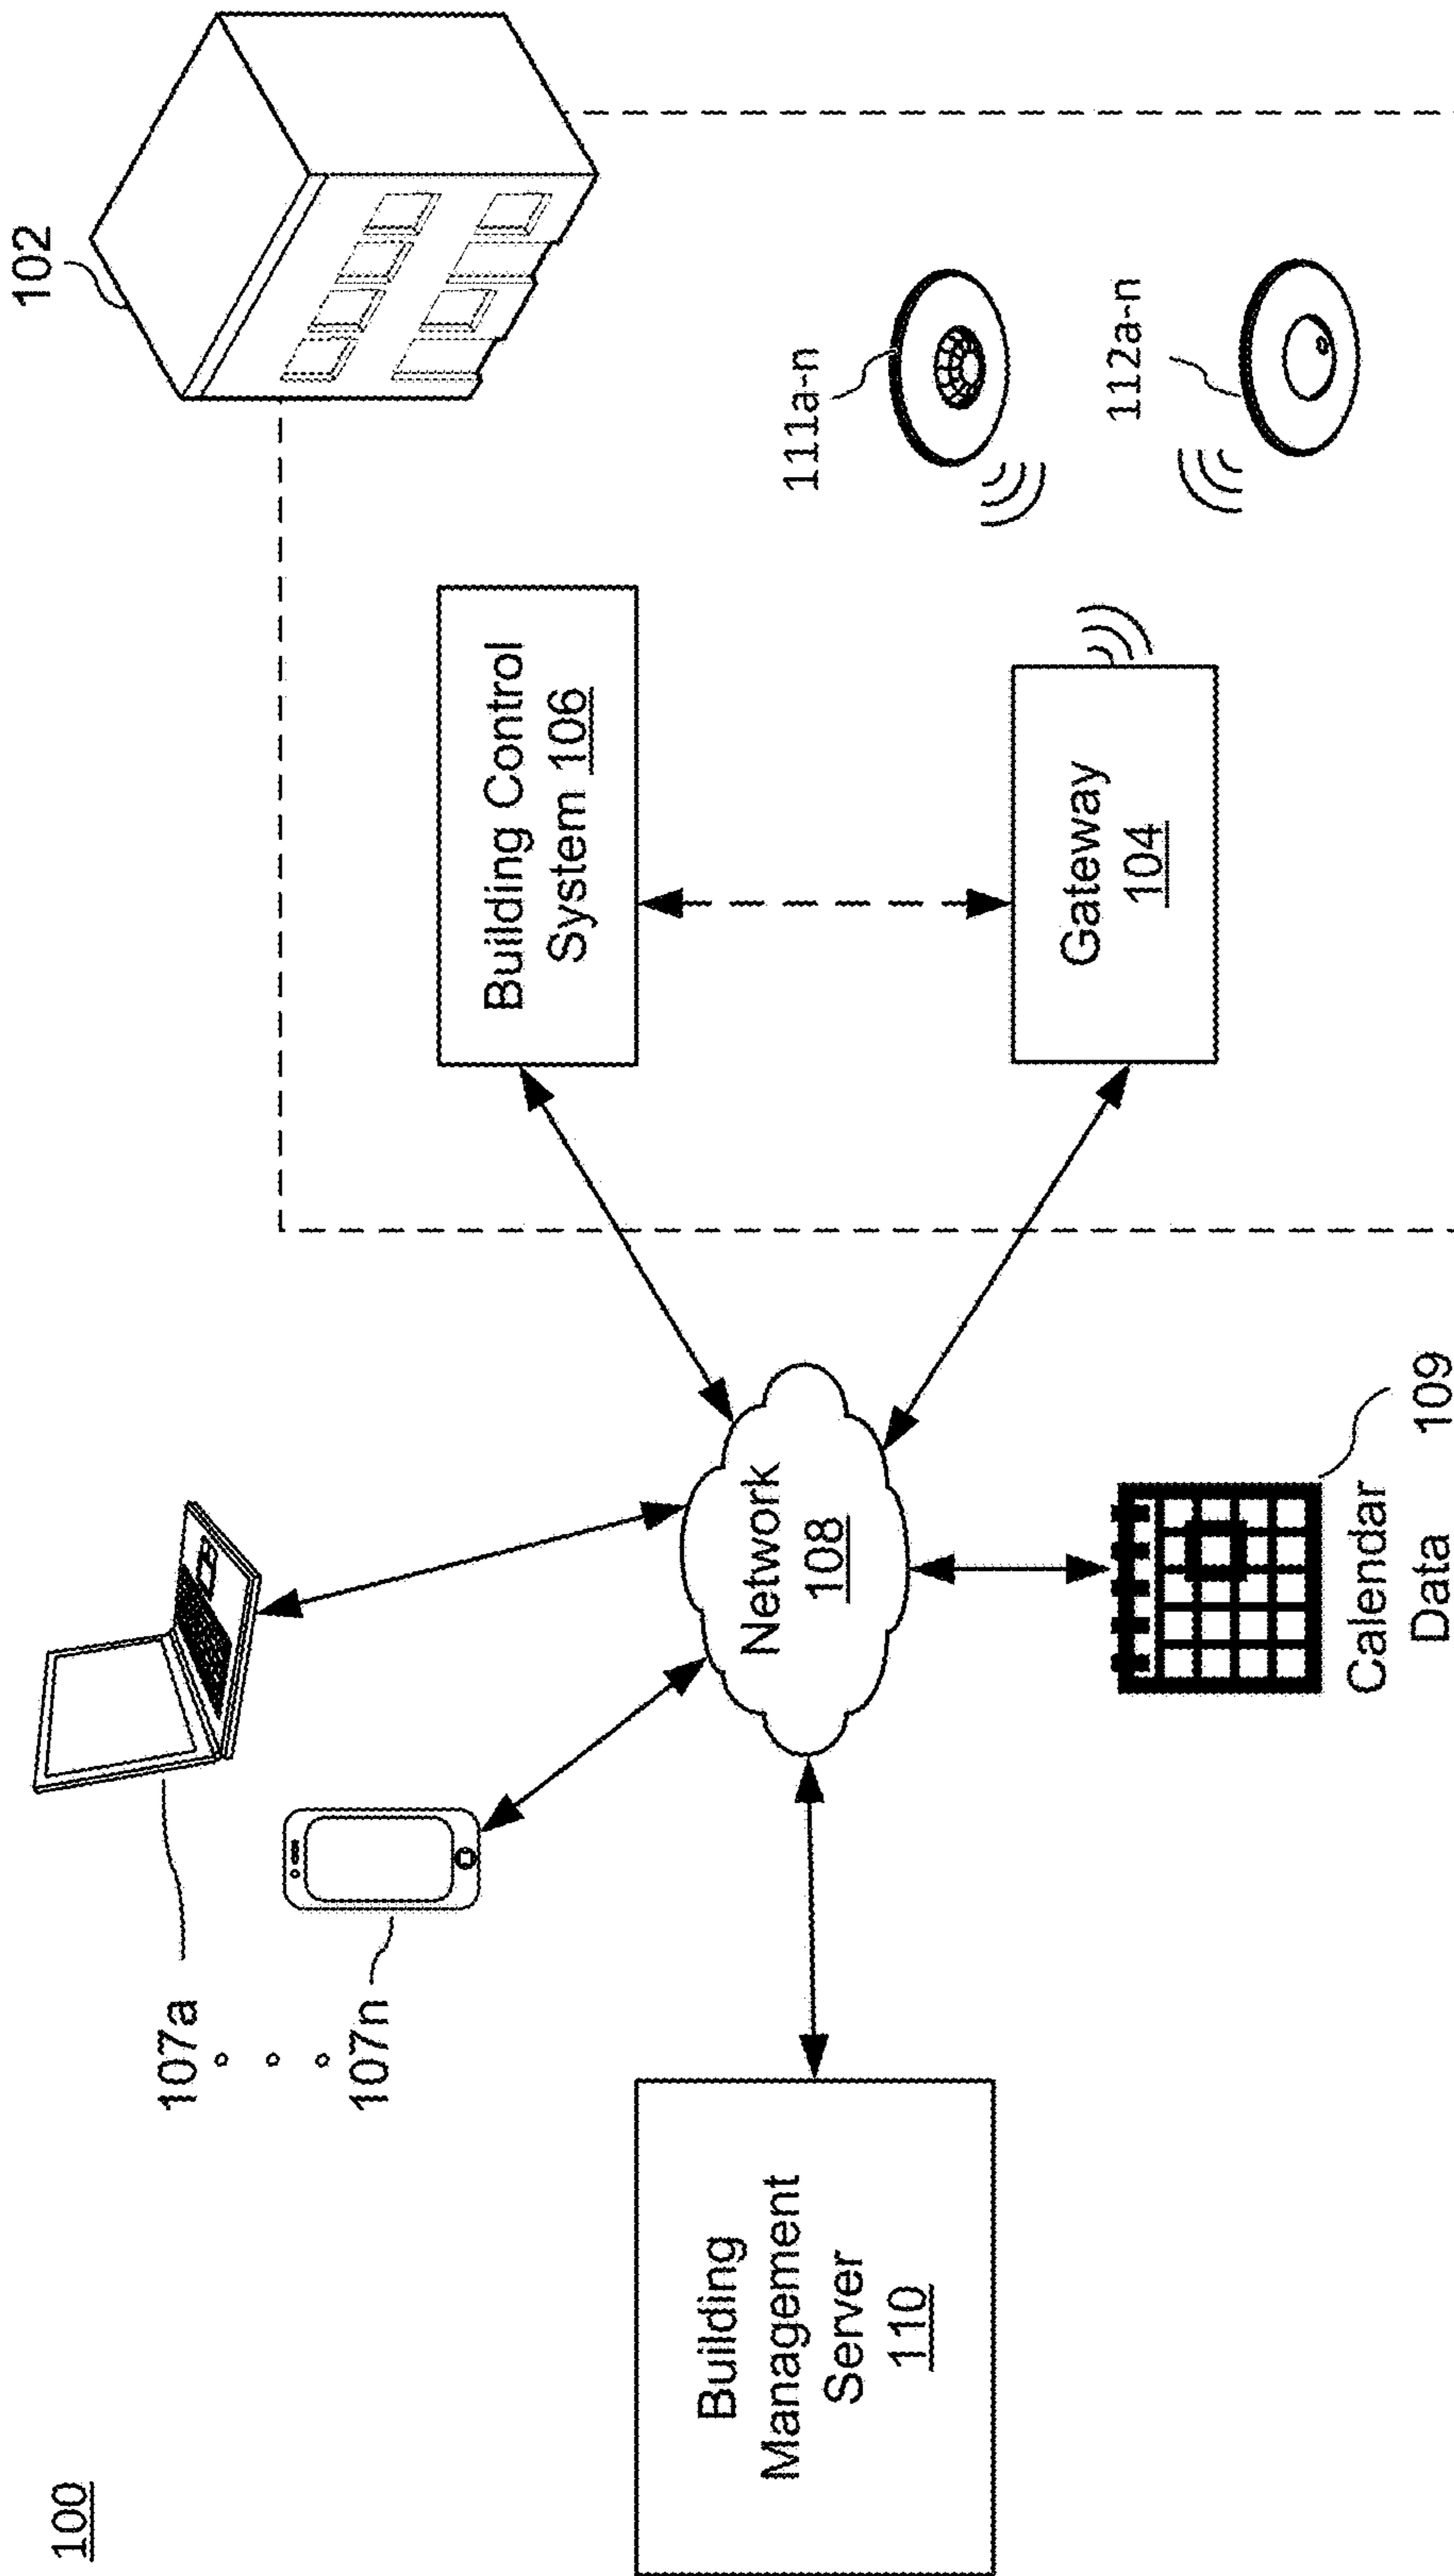 100
102
107a
107n
Building Control
System 106
111a-n
112a-n
Building
Management
Server
110
Network
108
Gateway
104
Calendar
Data 109